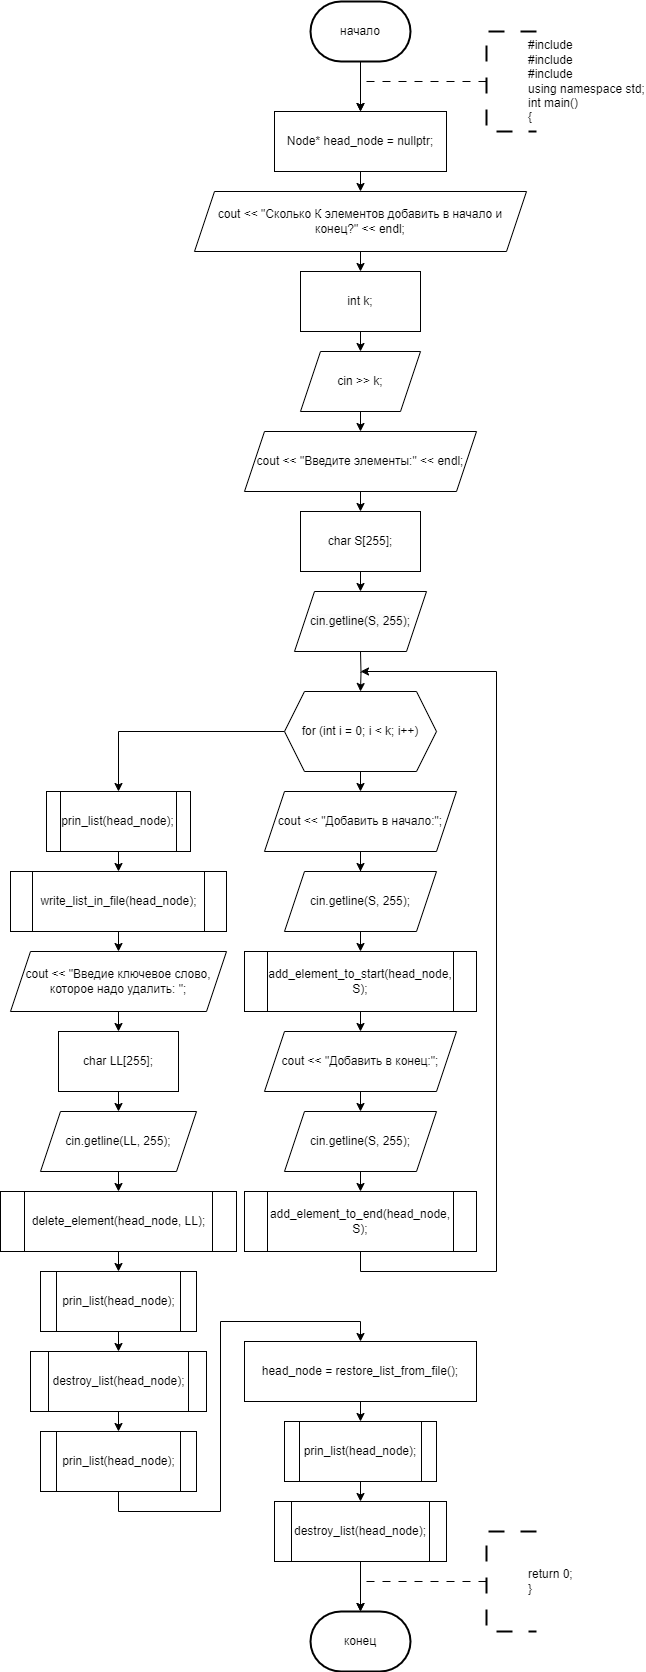 начало
#include
#include
#include
using namespace std;
int main()
{
Node* head_node = nullptr;
cout << "Сколько К элементов добавить в начало и
конец?" << endl;
int k;
cin >> k;
cout << "Введите элементы:" << endl;
char S[255];
cin.getline(S, 255);
for (int i = 0; i < k; i++)
cout << "Добавить в начало:";
cin.getline(S, 255);
add_element_to_start(head_node,
S);
cout << "Добавить в конец:";
cin.getline(S, 255);
add_element_to_end(head_node,
S);
prin_list(head_node);
write_list_in_file(head_node);
cout << "Введие ключевое слово,
которое надо удалить: ";
char LL[255];
cin.getline(LL, 255);
delete_element(head_node, LL);
prin_list(head_node);
destroy_list(head_node);
prin_list(head_node);
head_node = restore_list_from_file();
prin_list(head_node);
destroy_list(head_node);
return 0;
}
конец